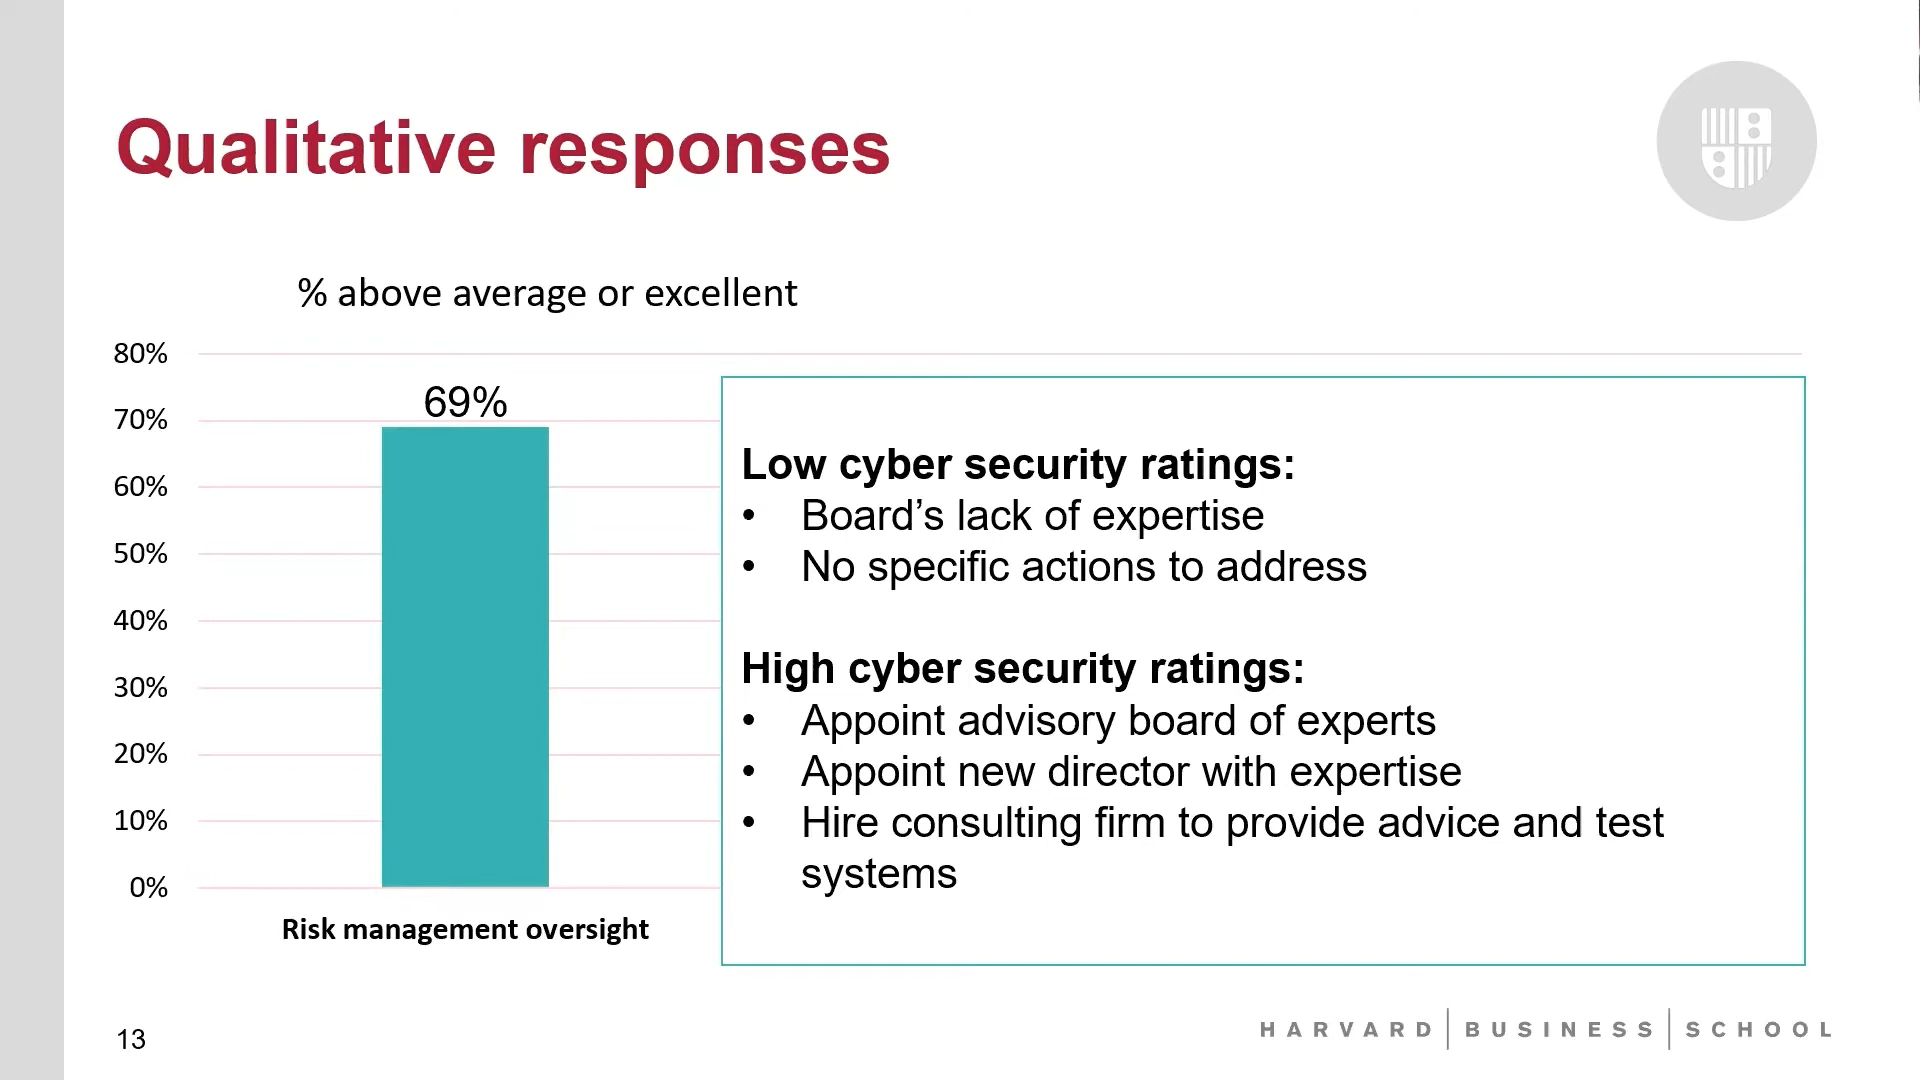 Qualitative responses
% above average or excellent
80%
70%
60%
50%
40%
30%
20%
10%
0%
69%
Risk management oversight
Low cyber security ratings:
• Board’s lack of expertise
• No specific actions to address
High cyber security ratings:
• Appoint advisory board of experts
• Appoint new director with expertise
• Hire consulting firm to provide advice and test
systems
13
HARVARD | BUSINESS | SCHOOL